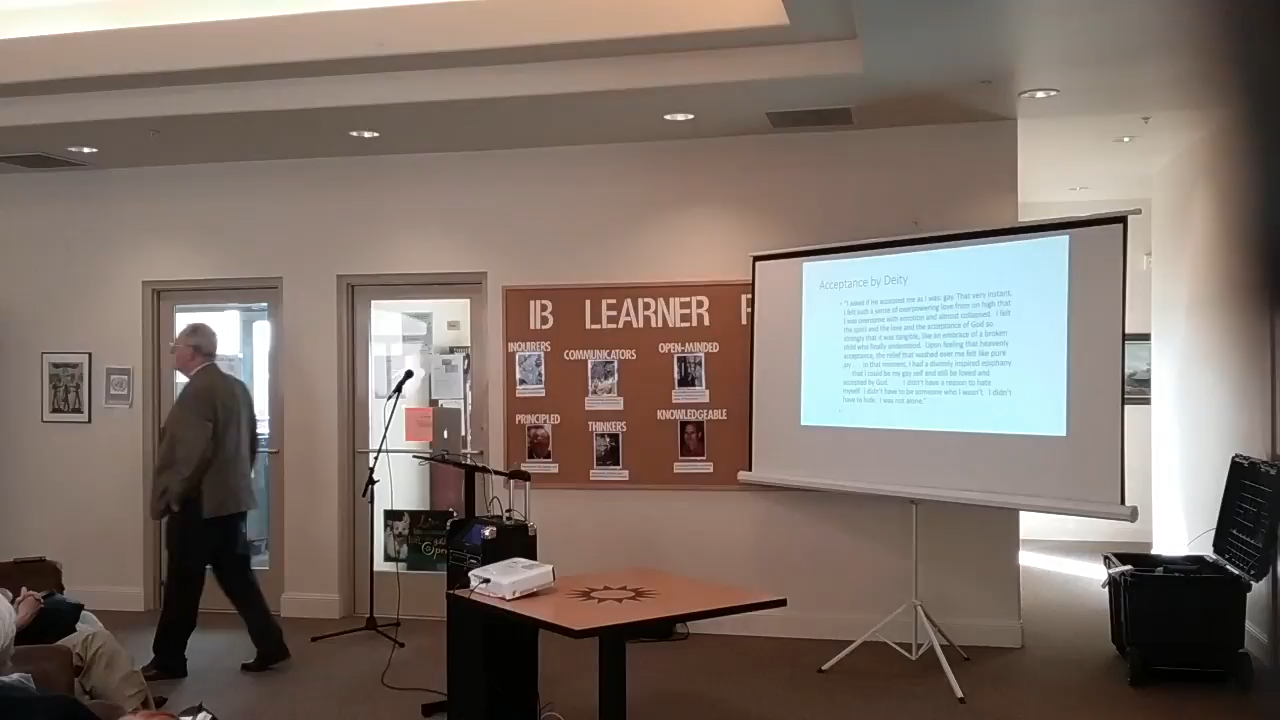 IB LEARNER P
INQUIRERS
COMMUNICATORS
OPEN-MINDED
PRINCIPLED
THINKERS
KNOWLEDGEABLE
Acceptance by Deity
• "I asked if He accepted me as I was: gay. That very instant,
I felt such a sense of overpowering love from on high that
I was overcome with emotion and almost collapsed. I felt
the spirit and the love and the acceptance of God so
strongly that it was tangible, like an embrace of a broken
child who finally understood. Upon feeling that heavenly
acceptance, the relief that washed over me felt like pure
joy . . . In that moment, I had a divinely inspired epiphany
that I could be my gay self and still be loved and
accepted by God. I didn't have a reason to hate
myself. I didn't have to be someone who I wasn't. I didn't
have to hide. I was not alone."